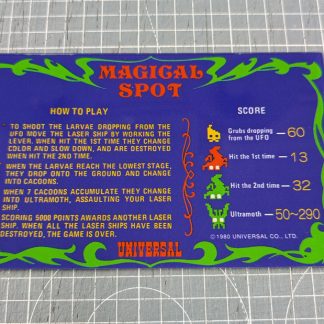 MAGICAL
SPOT
HOW TO PLAY
TO SHOOT THE LARVAE DROPPING FROM THE
UFO MOVE THE LASER SHIP BY WORKING THE
LEVER. WHEN HIT THE 1ST TIME THEY CHANGE
COLOR AND SLOW DOWN, AND ARE DESTROYED
WHEN HIT THE 2ND TIME.
WHEN THE LARVAE REACH THE LOWEST STAGE,
THEY DROP ONTO THE GROUND AND CHANGE
INTO CACOONS.
WHEN 7 CACOONS ACCUMULATE THEY CHANGE
INTO ULTRAMOTH, ASSAULTING YOUR LASER
SHIP.
SCORING 5000 POINTS AWARDS ANOTHER LASER
SHIP. WHEN ALL THE LASER SHIPS HAVE BEEN
DESTROYED, THE GAME IS OVER.
SCORE
Grubs dropping
from the UFO — 60
Hit the 1st time — 13
Hit the 2nd time — 32
Ultramoth — 50~290
UNIVERSAL
©1980 UNIVERSAL CO., LTD.